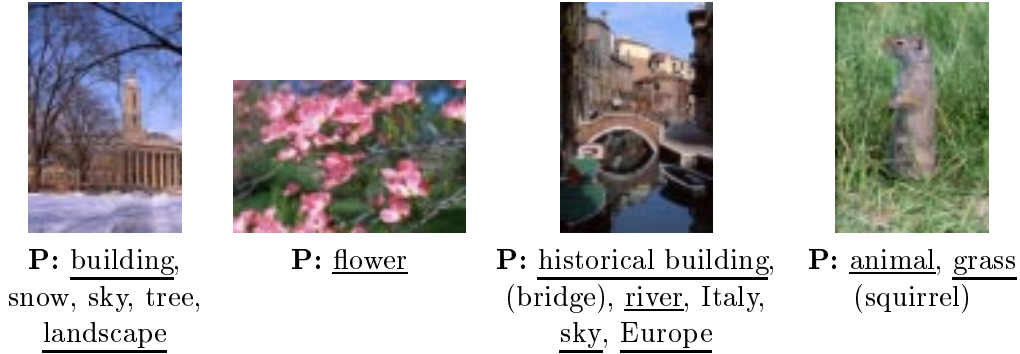 P: building,
snow, sky, tree,
landscape
P: flower
P: historical building,
(bridge), river, Italy,
sky, Europe
P: animal, grass
(squirrel)